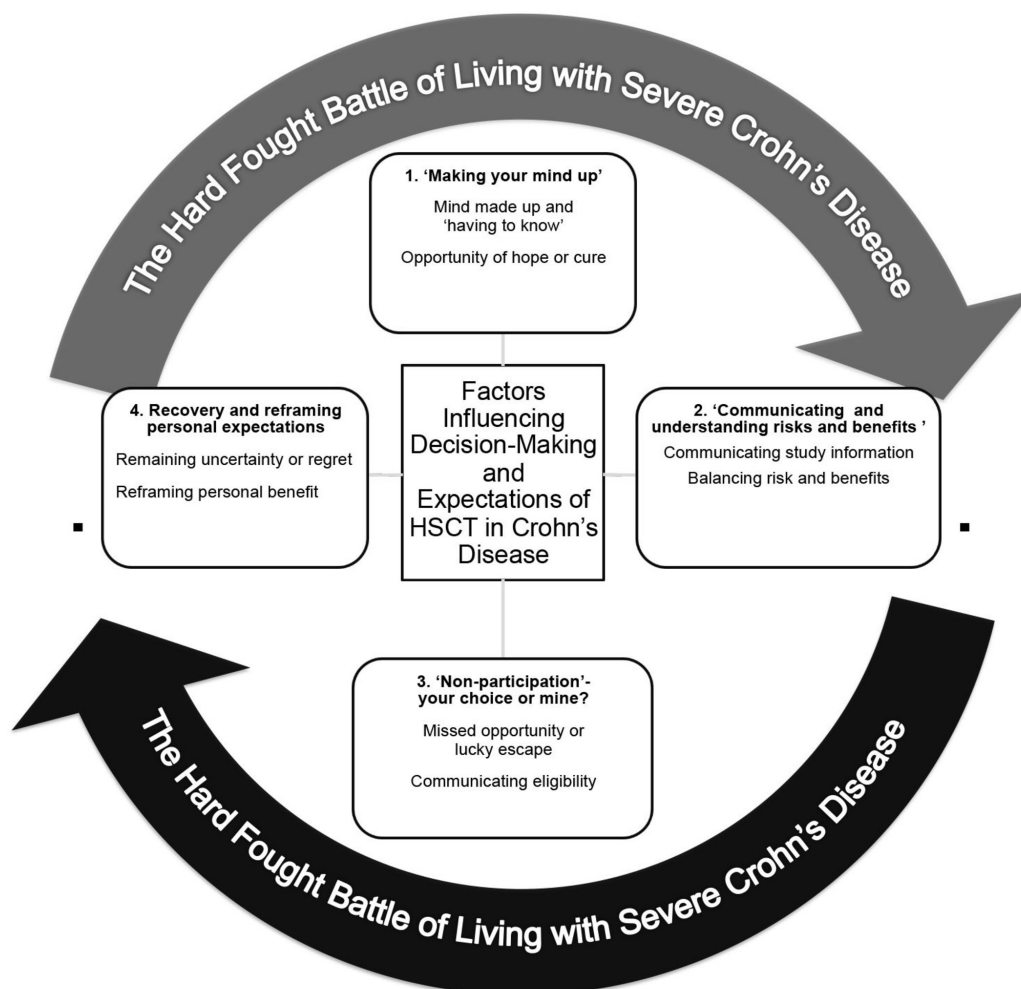 The Hard Fought Battle of Living with Severe Crohn's Disease
1. ‘Making your mind up’
Mind made up and
‘having to know’
Opportunity of hope or cure
4. Recovery and reframing
personal expectations
Remaining uncertainty or regret
Reframing personal benefit
Factors
Influencing
Decision-Making
and
Expectations of
HSCT in Crohn’s
Disease
2. ‘Communicating and
understanding risks and benefits ’
Communicating study information
Balancing risk and benefits
3. ‘Non-participation’-
your choice or mine?
Missed opportunity or
lucky escape
Communicating eligibility
The Hard Fought Battle of Living with Severe Crohn's Disease